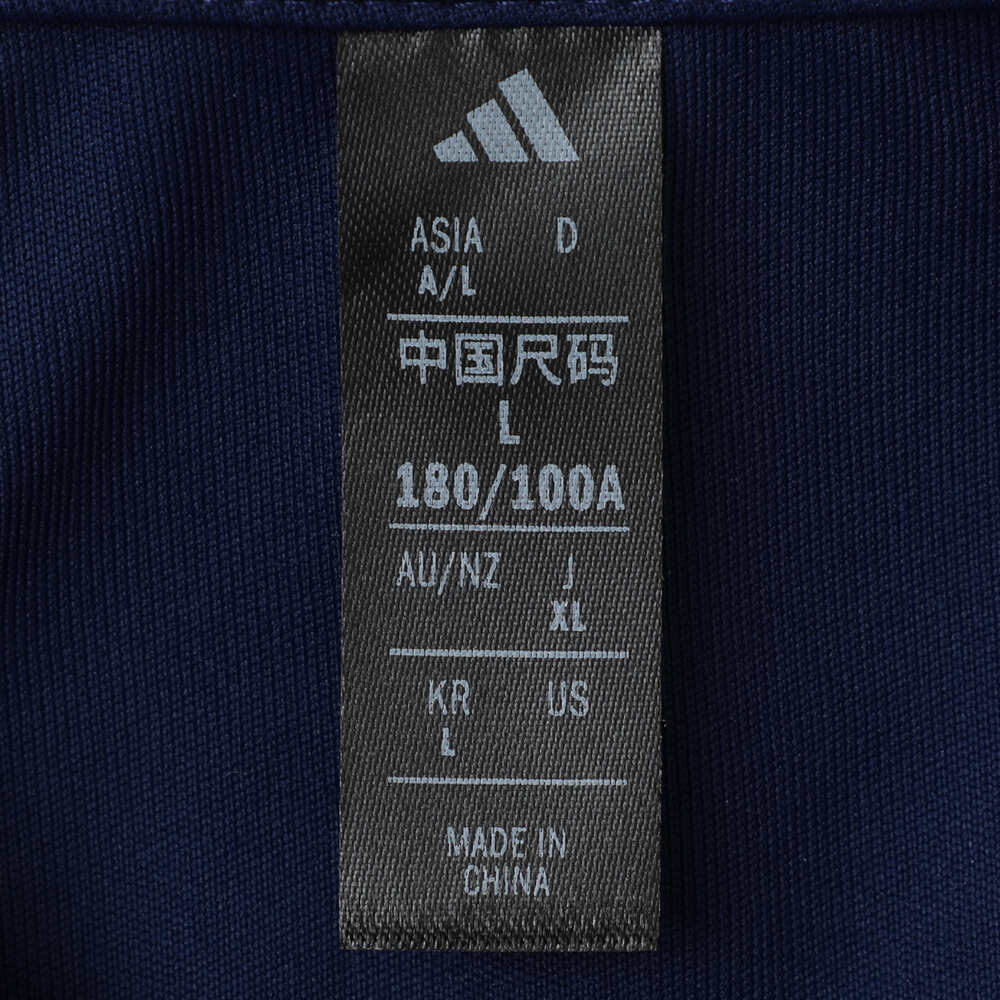 ASIA D
A/L
中国尺码
L
180/100A
AU/NZ J
XL
KR US
L
MADE IN
CHINA